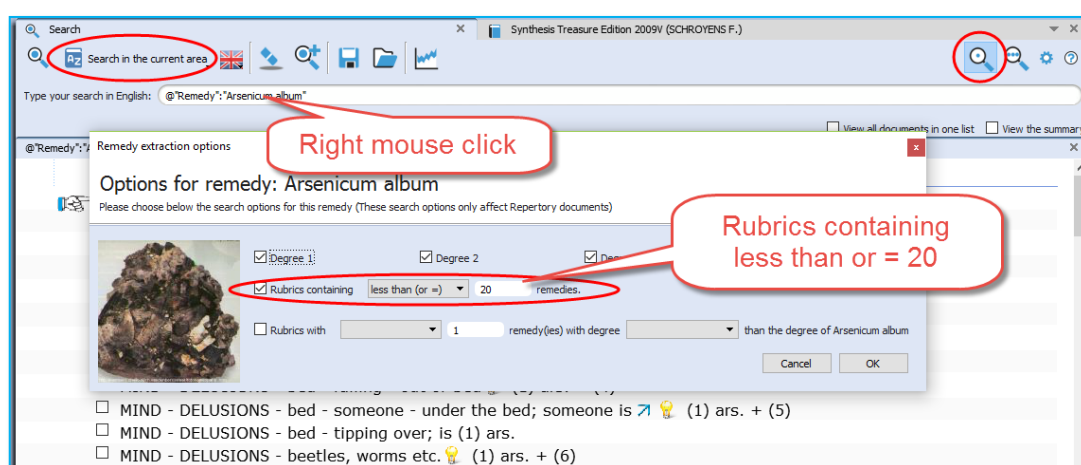 Search
Synthesis Treasure Edition 2009V (SCHROYENS F.)
AZ Search in the current area
Type your search in English: @"Remedy":"Arsenicum album"
View all documents in one list View the summar
Right mouse click
@"Remedy":"A
Remedy extraction options
Options for remedy: Arsenicum album
Please choose below the search options for this remedy (These search options only affect Repertory documents)
Rubrics containing
less than or = 20
Degree 1 Degree 2 De
Rubrics containing less than (or =) 20 remedies.
Rubrics with 1 remedy(ies) with degree than the degree of Arsenicum album
Cancel OK
MIND - DELUSIONS - bed - someone - under the bed; someone is (1) ars. + (5)
MIND - DELUSIONS - bed - tipping over; is (1) ars.
MIND - DELUSIONS - beetles, worms etc. (1) ars. + (6)